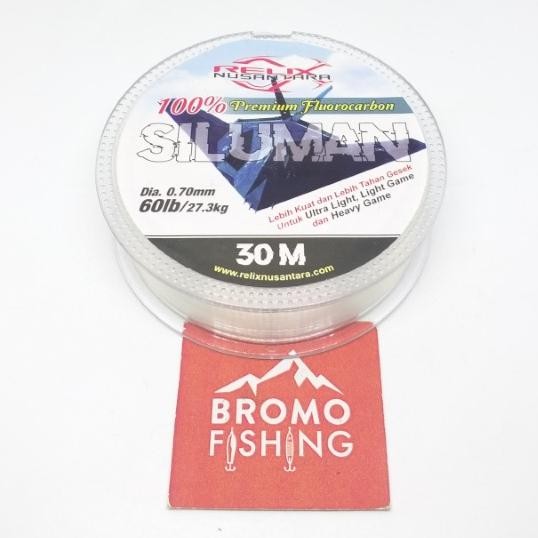 RELIX
NUSANTARA
100% Premium Fluorocarbon
SILUMAN
Dia. 0.70mm
60lb/27.3kg
Lebih Kuat dan Lebih Tahan Gesek
Untuk Ultra Light, Light Game
dan Heavy Game
30 M
www.relixnusantara.com
BROMO
FISHING